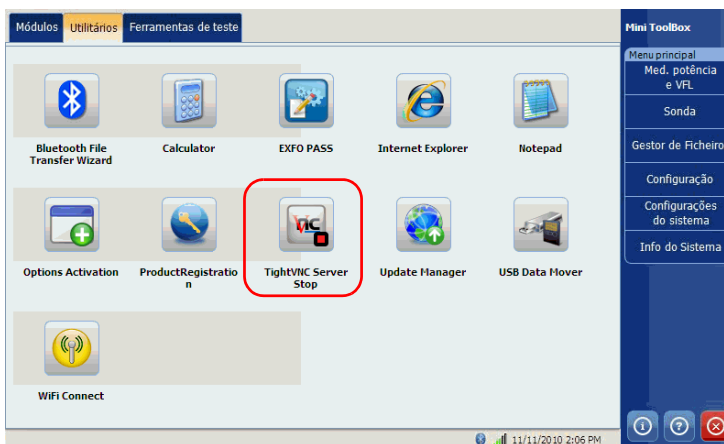 Módulos Utilitários Ferramentas de teste
Mini ToolBox
Menu principal
Med. potência
e VFL
Sonda
Gestor de Ficheiro
Configuração
Configurações
do sistema
Info do Sistema
Bluetooth File
Transfer Wizard
Calculator
EXFO PASS
Internet Explorer
Notepad
Options Activation
ProductRegistratio
n
VNC
TightVNC Server
Stop
Update Manager
USB Data Mover
WiFi Connect
11/11/2010 2:06 PM